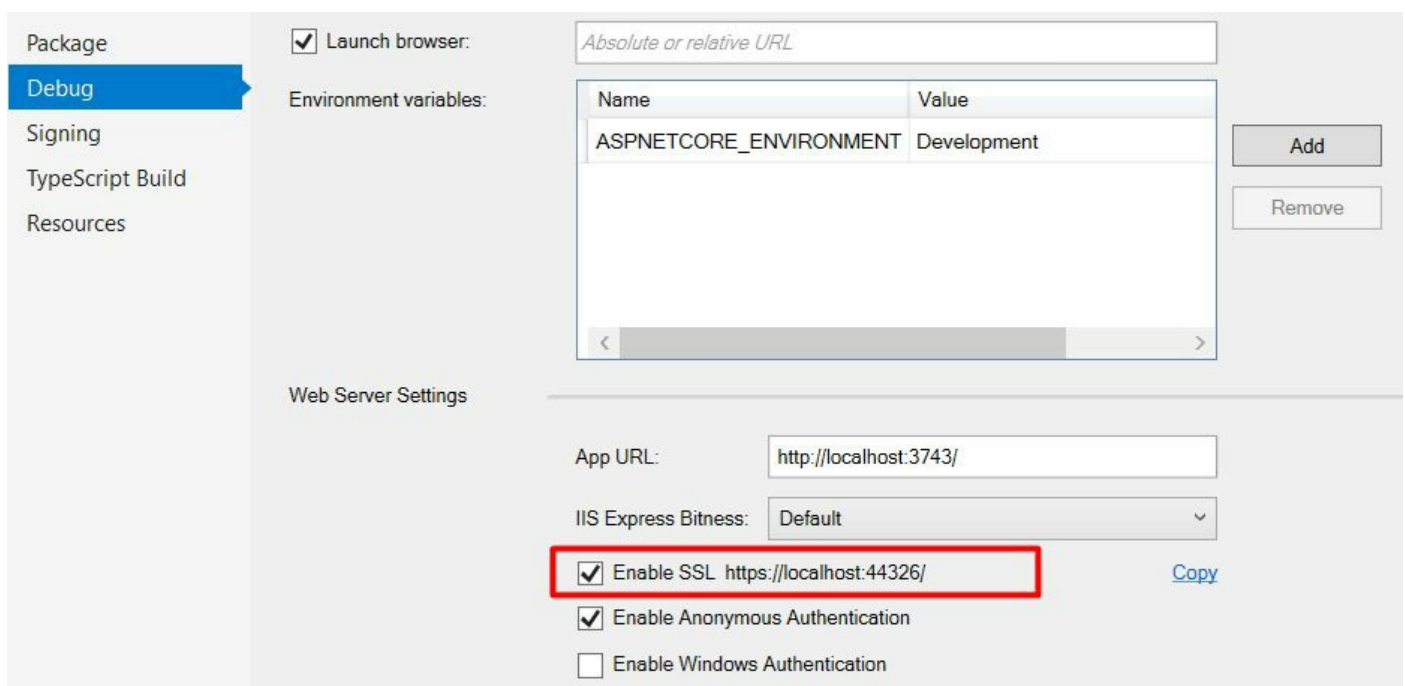 Package
Debug
Signing
TypeScript Build
Resources
Launch browser:
Absolute or relative URL
Environment variables:
Name Value
ASPNETCORE_ENVIRONMENT Development
Add
Remove
Web Server Settings
App URL: http://localhost:3743/
IIS Express Bitness: Default
Enable SSL https://localhost:44326/ Copy
Enable Anonymous Authentication
Enable Windows Authentication